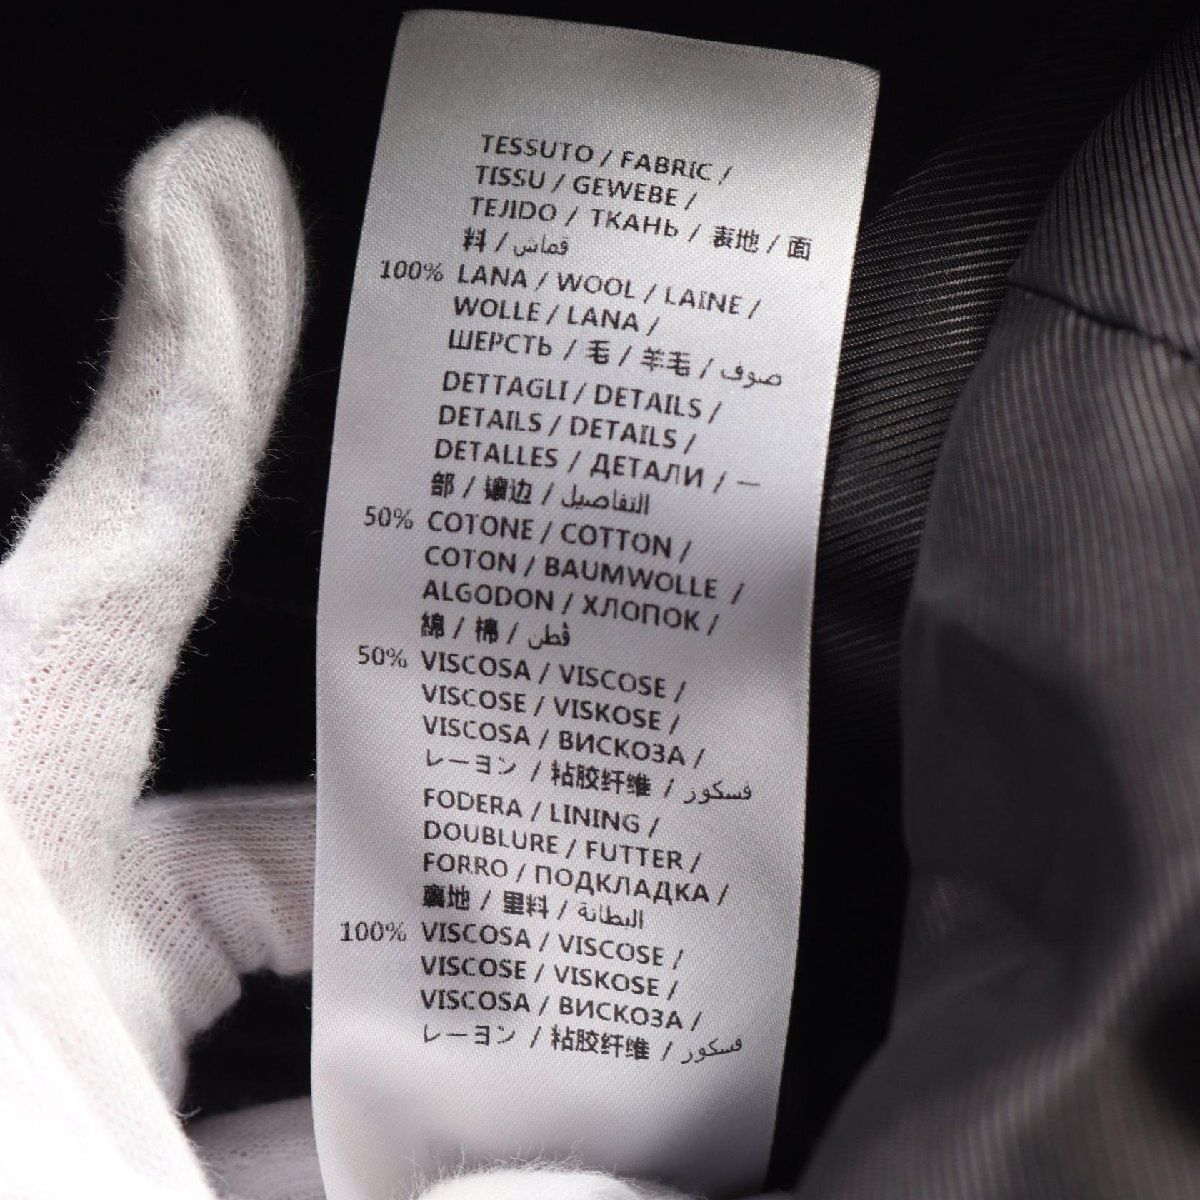 TESSUTO / FABRIC /
TISSU / GEWEBE /
TEJIDO / ТКАНЬ / 表地 / 面
料 / قماش
100% LANA / WOOL / LAINE /
WOLLE / LANA /
ШЕРСТЬ / 毛 / 羊毛 / صوف
DETTAGLI / DETAILS /
DETAILS / DETAILS /
DETALLES / ДЕТАЛИ / 一
部 / 镶边 / التفاصيل
50% COTONE / COTTON /
COTON / BAUMWOLLE /
ALGODON / ХЛОПОК /
綿 / 棉 / قطن
50% VISCOSA / VISCOSE /
VISCOSE / VISKOSE /
VISCOSA / ВИСКОЗА /
レーヨン / 粘胶纤维 / فسكور
FODERA / LINING /
DOUBLURE / FUTTER /
FORRO / ПОДКЛАДКА /
裏地 / 里料 / البطانة
100% VISCOSA / VISCOSE /
VISCOSE / VISKOSE /
VISCOSA / ВИСКОЗА /
レーヨン / 粘胶纤维 / فسكور